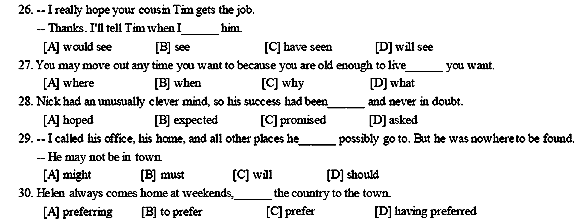 26. -- I really hope your cousin Tim gets the job.
-- Thanks. I'll tell Tim when I______ him.
[A] would see [B] see [C] have seen [D] will see
27. You may move out any time you want to because you are old enough to live______ you want.
[A] where [B] when [C] why [D] what
28. Nick had an unusually clever mind, so his success had been______ and never in doubt.
[A] hoped [B] expected [C] promised [D] asked
29. -- I called his office, his home, and all other places he______ possibly go to. But he was nowhere to be found.
-- He may not be in town.
[A] might [B] must [C] will [D] should
30. Helen always comes home at weekends,______ the country to the town.
[A] preferring [B] to prefer [C] prefer [D] having preferred